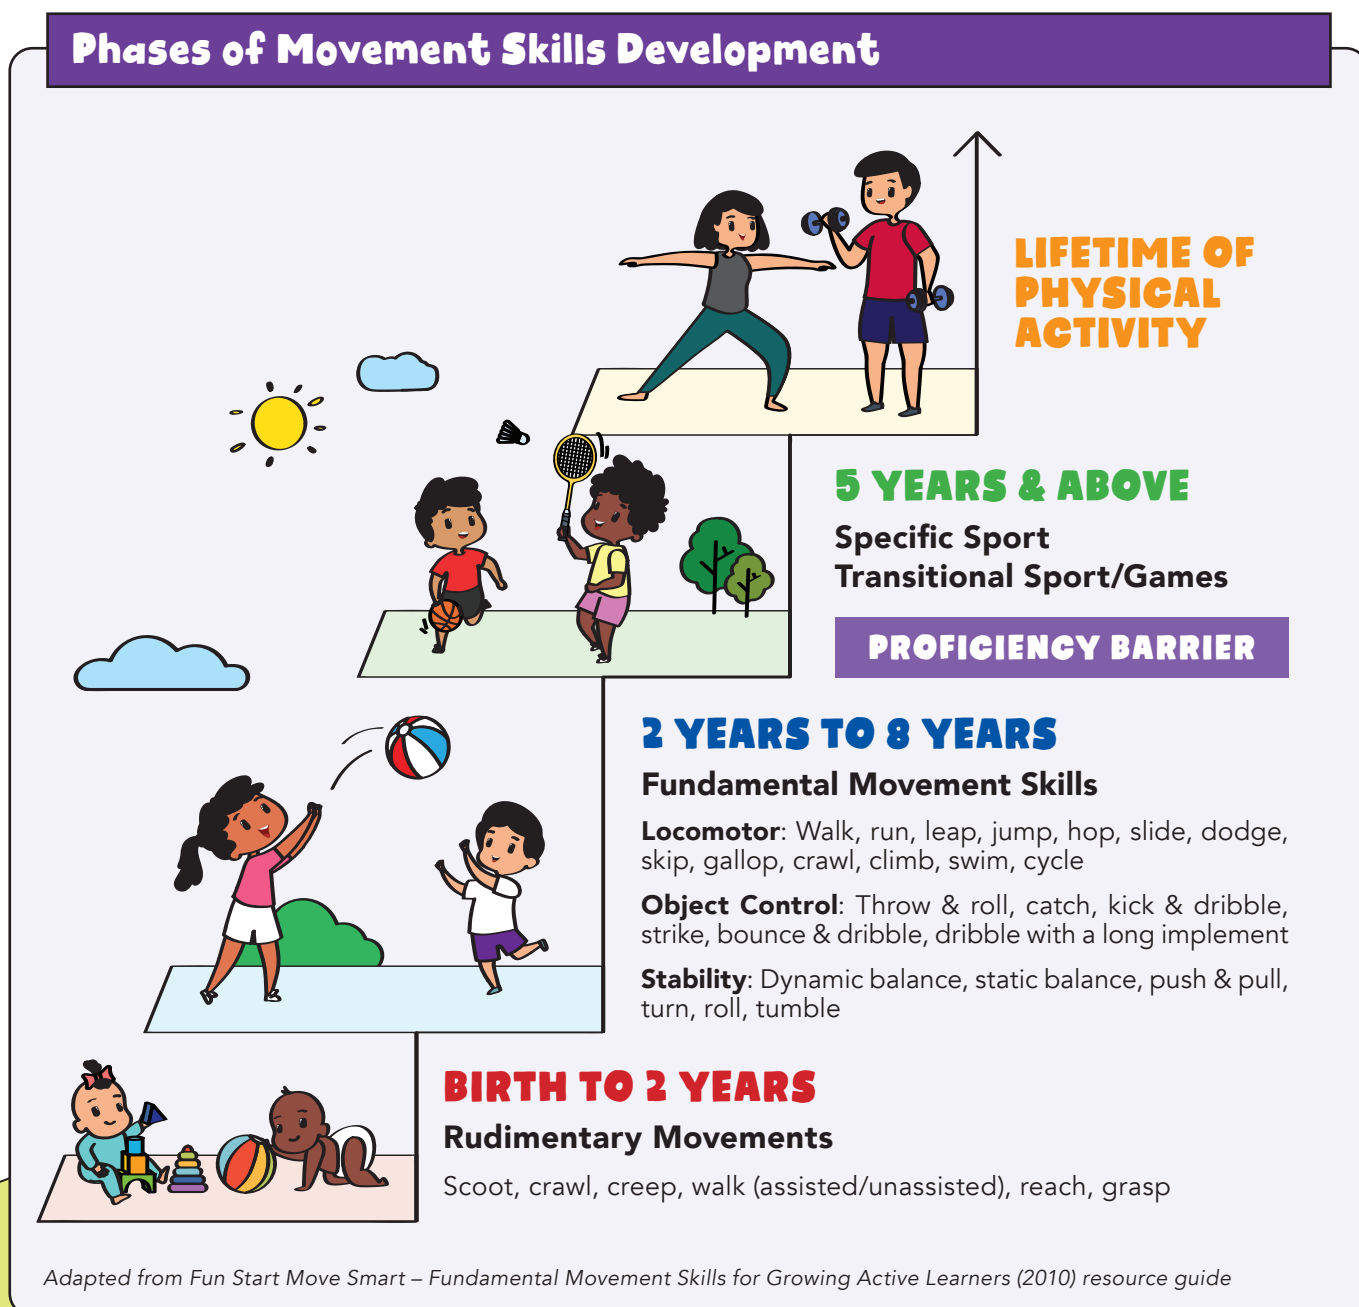 Phases of Movement Skills Development
LIFETIME OF
PHYSICAL
ACTIVITY
5 YEARS & ABOVE
Specific Sport
Transitional Sport/Games
PROFICIENCY BARRIER
2 YEARS TO 8 YEARS
Fundamental Movement Skills
Locomotor: Walk, run, leap, jump, hop, slide, dodge,
skip, gallop, crawl, climb, swim, cycle
Object Control: Throw & roll, catch, kick & dribble,
strike, bounce & dribble, dribble with a long implement
Stability: Dynamic balance, static balance, push & pull,
turn, roll, tumble
BIRTH TO 2 YEARS
Rudimentary Movements
Scoot, crawl, creep, walk (assisted/unassisted), reach, grasp
Adapted from Fun Start Move Smart – Fundamental Movement Skills for Growing Active Learners (2010) resource guide